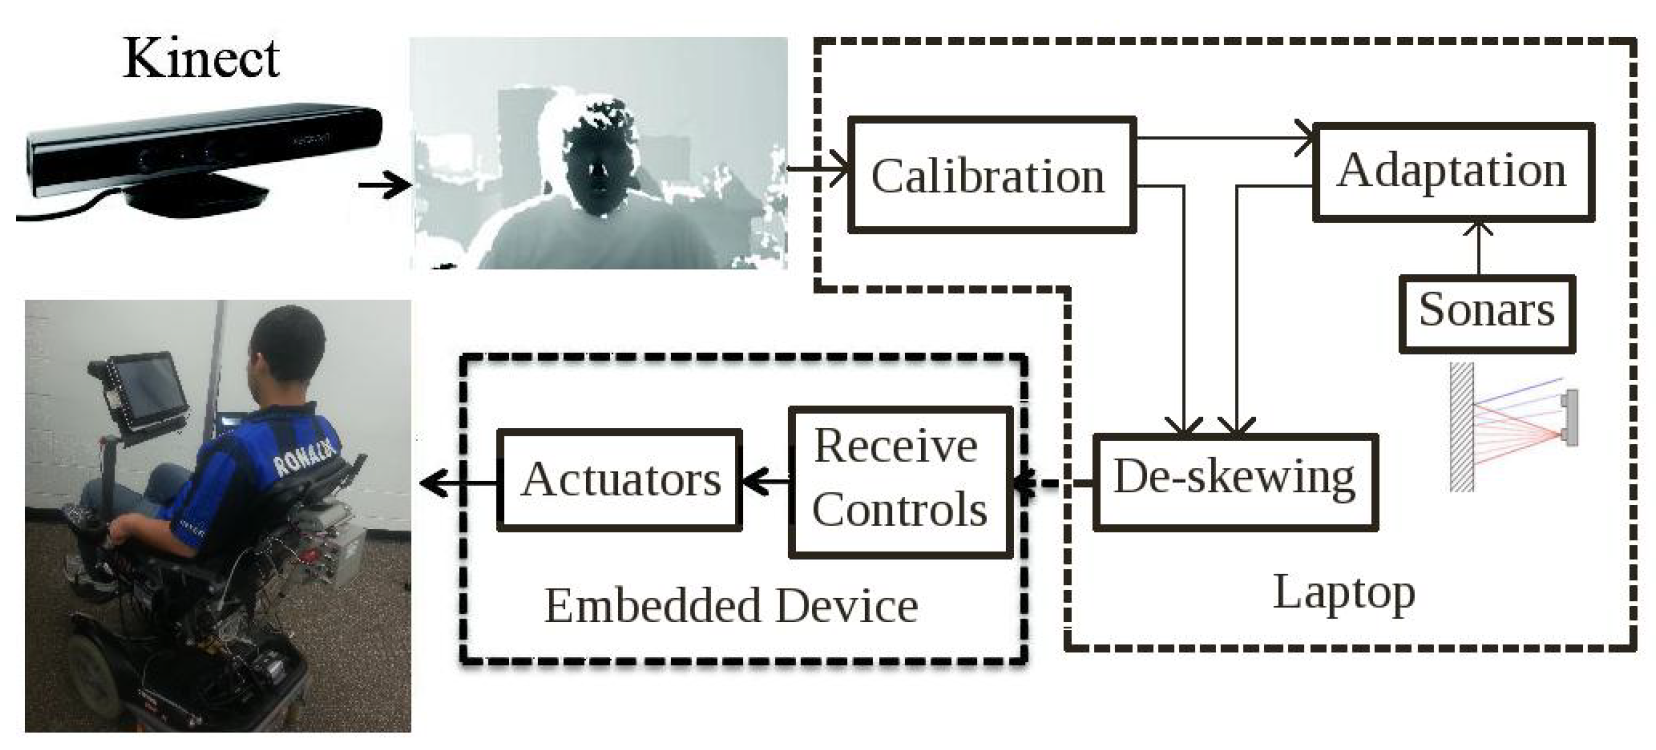 Kinect
Calibration
Adaptation
Sonars
De-skewing
Laptop
Receive
Controls
Actuators
Embedded Device
RONALD